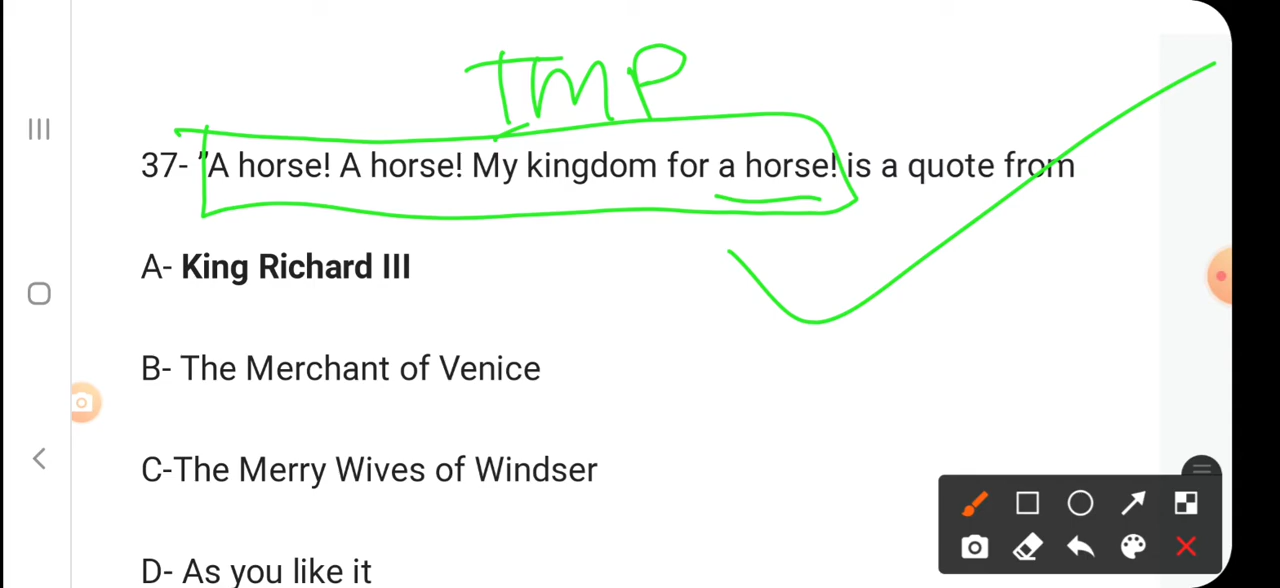 IMP
37- "A horse! A horse! My kingdom for a horse! is a quote from
A- King Richard III
B- The Merchant of Venice
C-The Merry Wives of Windser
D- As you like it